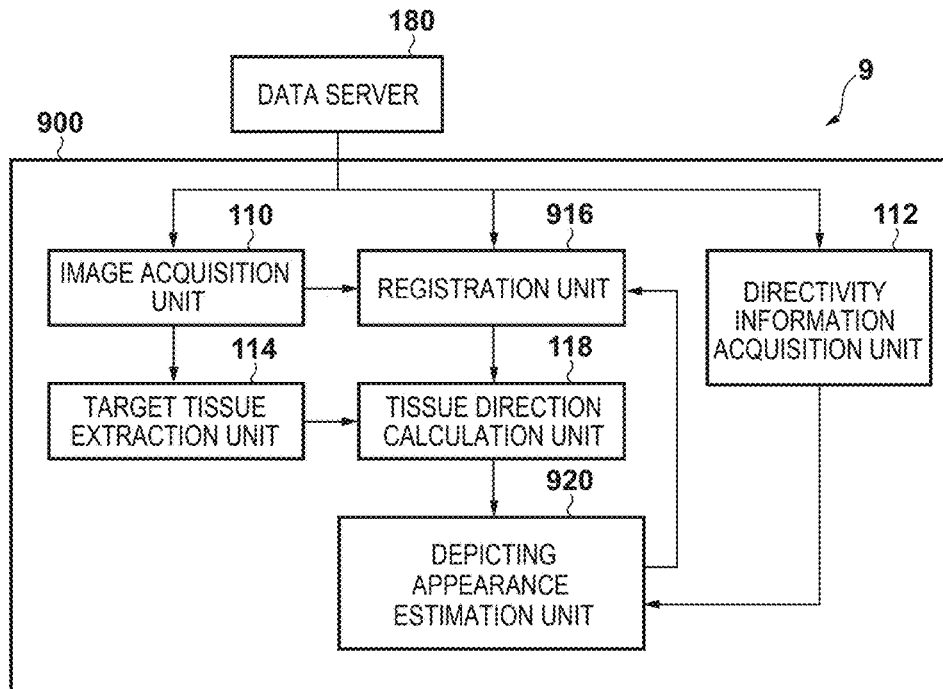 180
DATA SERVER
9
900
110
IMAGE ACQUISITION
UNIT
916
REGISTRATION UNIT
112
DIRECTIVITY
INFORMATION
ACQUISITION UNIT
114
TARGET TISSUE
EXTRACTION UNIT
118
TISSUE DIRECTION
CALCULATION UNIT
920
DEPICTING
APPEARANCE
ESTIMATION UNIT